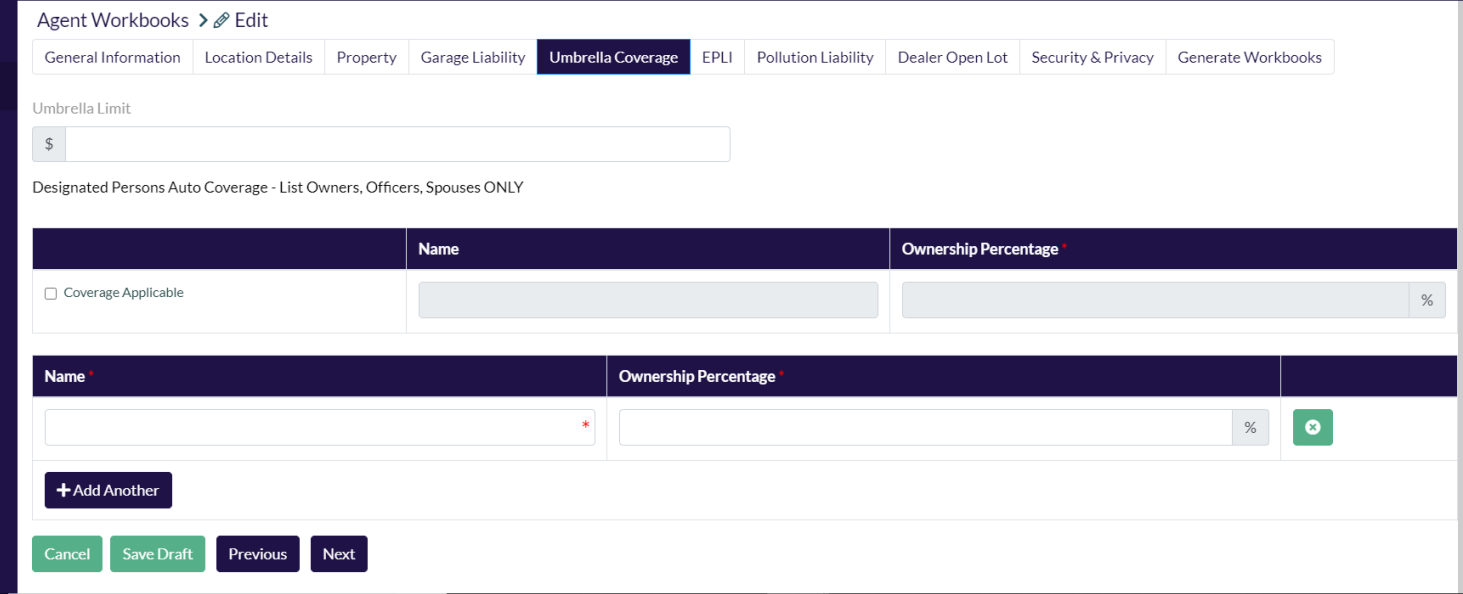 Agent Workbooks > Edit
General Information Location Details Property Garage Liability Umbrella Coverage EPLI Pollution Liability Dealer Open Lot Security & Privacy Generate Workbooks
Umbrella Limit
$
Designated Persons Auto Coverage - List Owners, Officers, Spouses ONLY
Name Ownership Percentage *
Coverage Applicable %
Name * Ownership Percentage *
* %
+ Add Another
Cancel Save Draft Previous Next